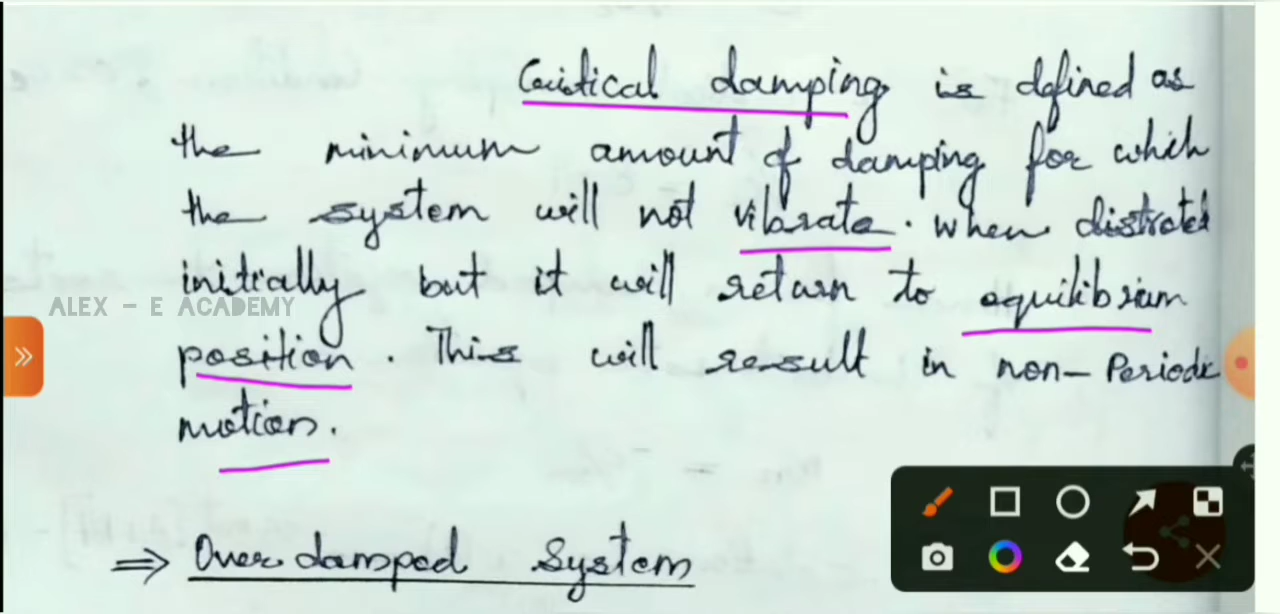 Critical damping is defined as
the minimum amount of damping for which
the system will not vibrate. when distrated
initially but it will return to equilibrium
ALEX - E ACADEMY
position. This will result in non-Periodic
motion.
⇒ Over damped System